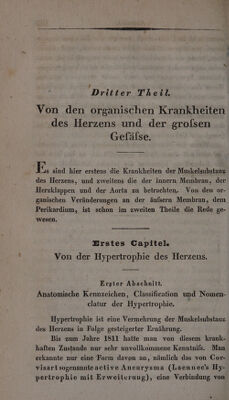 Dritter Theil.
Von den organischen Krankheiten
des Herzens und der groſsen
Gefäſse.
Es sind hier erstens die Krankheiten der Muskelsubstanz
des Herzens, und zweitens die der innern Membran, der
Herzklappen und der Aorta zu betrachten. Von den or-
ganischen Veränderungen an der äuſsern Membran, dem
Perikardium, ist schon im zweiten Theile die Rede ge-
wesen.
Erstes Capitel.
Von der Hypertrophie des Herzens.
Erster Abschnitt.
Anatomische Kennzeichen, Classification und Nomen-
clatur der Hypertrophie.
Hypertrophie ist eine Vermehrung der Muskelsubstanz
des Herzens in Folge gesteigerter Ernährung.
Bis zum Jahre 1811 hatte man von diesem krank-
haften Zustande nur sehr unvollkommene Kenntniſs. Man
erkannte nur eine Form davon an, nämlich das von Cor-
visart sogenannte active Aneurysma (Laennec's Hy-
pertrophie mit Erweiterung), eine Verbindung von